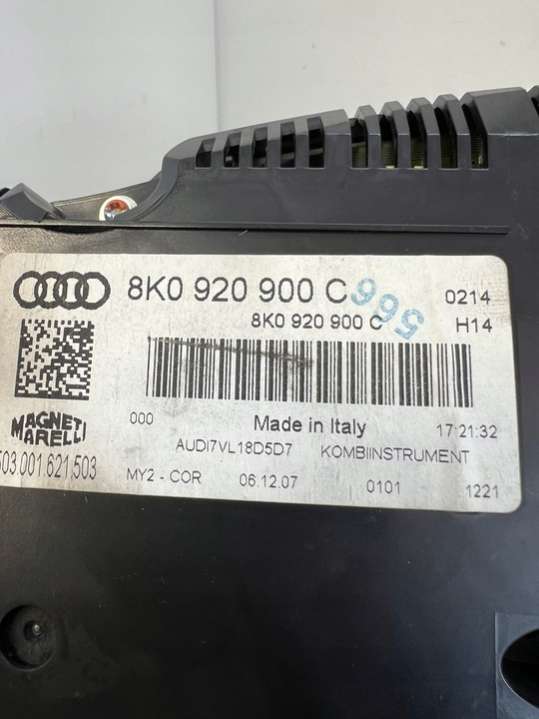 8K0 920 900 C 0214
8K0 920 900 C H14
566
000 Made in Italy 17:21:32
MAGNETI
MARELLI
AUDI7VL18D5D7 KOMBIINSTRUMENT
503.001.621.503
MY2 - COR 06.12.07 0101 1221